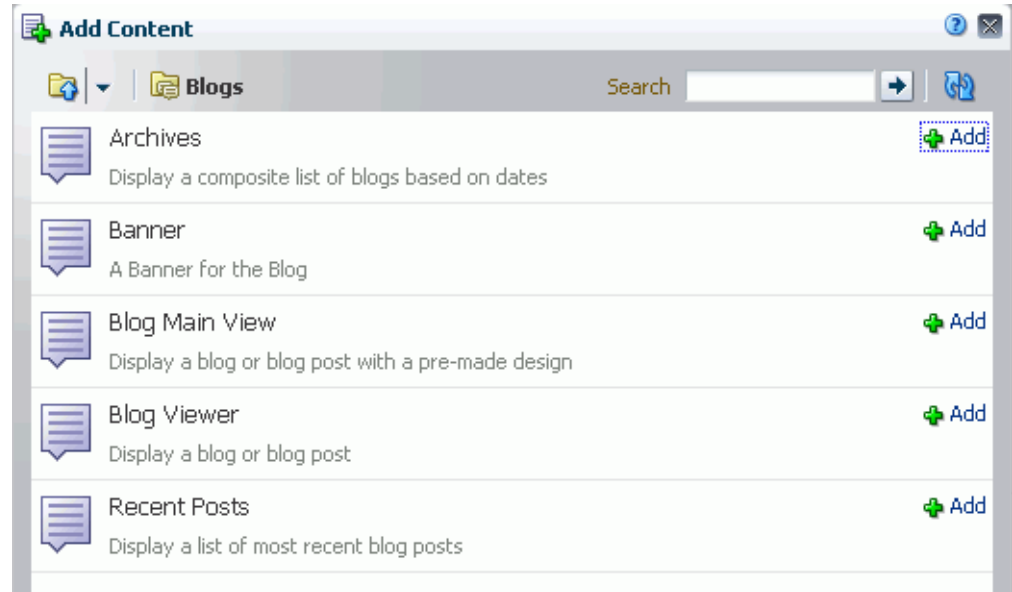 Add Content
Blogs Search
Archives Add
Display a composite list of blogs based on dates
Banner Add
A Banner for the Blog
Blog Main View Add
Display a blog or blog post with a pre-made design
Blog Viewer Add
Display a blog or blog post
Recent Posts Add
Display a list of most recent blog posts